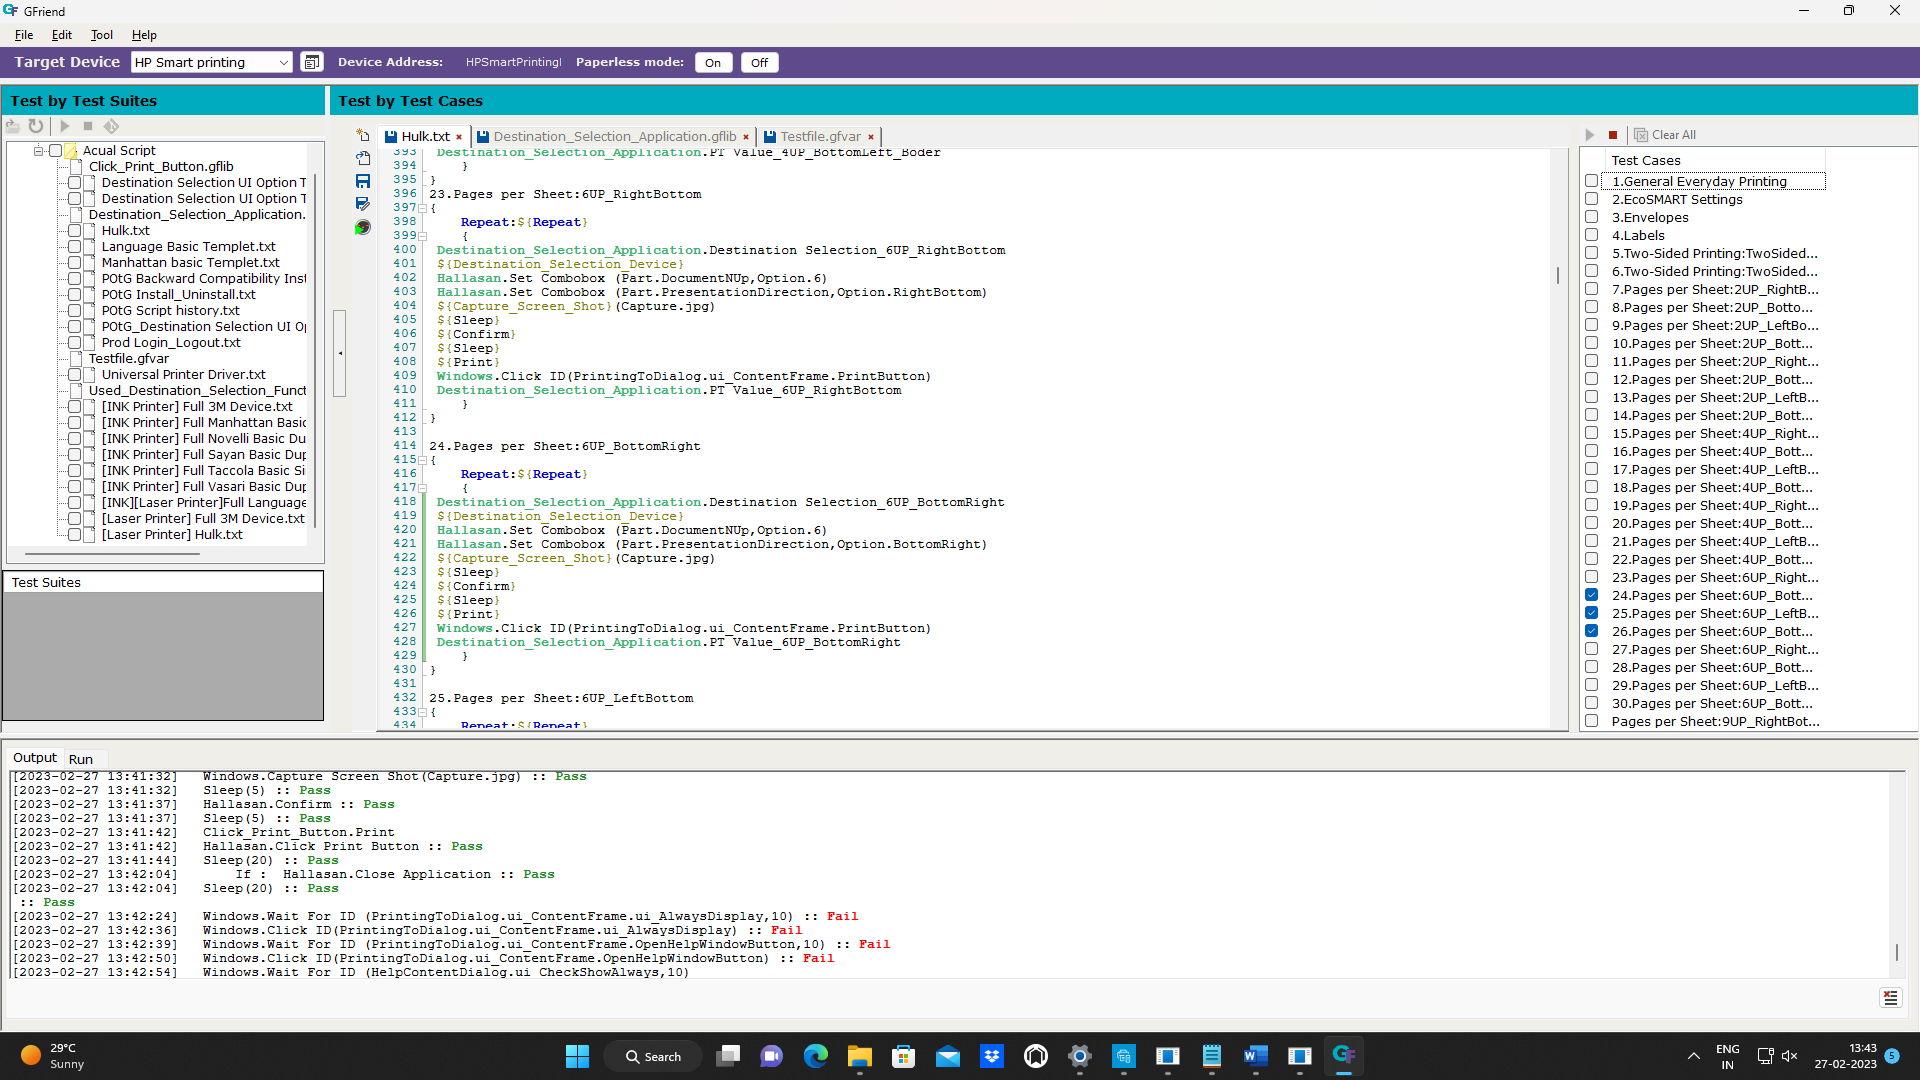 GFriend
File Edit Tool Help
Target Device HP Smart printing Device Address: HPSmartPrintingI Paperless mode: On Off
Test by Test Suites
Acual Script
Click_Print_Button.gflib
Destination Selection UI Option T
Destination Selection UI Option T
Destination_Selection_Application.
Hulk.txt
Language Basic Templet.txt
Manhattan basic Templet.txt
POtG Backward Compatibility Inst
POtG Install_Uninstall.txt
POtG Script history.txt
POtG_Destination Selection UI Op
Prod Login_Logout.txt
Testfile.gfvar
Universal Printer Driver.txt
Used_Destination_Selection_Funct
[INK Printer] Full 3M Device.txt
[INK Printer] Full Manhattan Basic
[INK Printer] Full Novelli Basic Du
[INK Printer] Full Sayan Basic Dup
[INK Printer] Full Taccola Basic Si
[INK Printer] Full Vasari Basic Dup
[INK][Laser Printer]Full Language
[Laser Printer] Full 3M Device.txt
[Laser Printer] Hulk.txt
Test Suites
Test by Test Cases
Hulk.txt × Destination_Selection_Application.gflib × Testfile.gfvar ×
393 Destination_Selection_Application.PT Value_4UP_BottomLeft_Boder
394 }
395 }
396 23.Pages per Sheet:6UP_RightBottom
397 {
398 Repeat:${Repeat}
399 {
400 Destination_Selection_Application.Destination Selection_6UP_RightBottom
401 ${Destination_Selection_Device}
402 Hallasan.Set Combobox (Part.DocumentNUp,Option.6)
403 Hallasan.Set Combobox (Part.PresentationDirection,Option.RightBottom)
404 ${Capture_Screen_Shot}(Capture.jpg)
405 ${Sleep}
406 ${Confirm}
407 ${Sleep}
408 ${Print}
409 Windows.Click ID(PrintingToDialog.ui_ContentFrame.PrintButton)
410 Destination_Selection_Application.PT Value_6UP_RightBottom
411 }
412 }
413
414 24.Pages per Sheet:6UP_BottomRight
415 {
416 Repeat:${Repeat}
417 {
418 Destination_Selection_Application.Destination Selection_6UP_BottomRight
419 ${Destination_Selection_Device}
420 Hallasan.Set Combobox (Part.DocumentNUp,Option.6)
421 Hallasan.Set Combobox (Part.PresentationDirection,Option.BottomRight)
422 ${Capture_Screen_Shot}(Capture.jpg)
423 ${Sleep}
424 ${Confirm}
425 ${Sleep}
426 ${Print}
427 Windows.Click ID(PrintingToDialog.ui_ContentFrame.PrintButton)
428 Destination_Selection_Application.PT Value_6UP_BottomRight
429 }
430 }
431
432 25.Pages per Sheet:6UP_LeftBottom
433 {
434 Repeat:${Repeat}
Clear All
Test Cases
1.General Everyday Printing
2.EcoSMART Settings
3.Envelopes
4.Labels
5.Two-Sided Printing:TwoSided...
6.Two-Sided Printing:TwoSided...
7.Pages per Sheet:2UP_RightB...
8.Pages per Sheet:2UP_Botto...
9.Pages per Sheet:2UP_LeftBo...
10.Pages per Sheet:2UP_Bott...
11.Pages per Sheet:2UP_Right...
12.Pages per Sheet:2UP_Bott...
13.Pages per Sheet:2UP_LeftB...
14.Pages per Sheet:2UP_Bott...
15.Pages per Sheet:4UP_Right...
16.Pages per Sheet:4UP_Bott...
17.Pages per Sheet:4UP_LeftB...
18.Pages per Sheet:4UP_Bott...
19.Pages per Sheet:4UP_Right...
20.Pages per Sheet:4UP_Bott...
21.Pages per Sheet:4UP_LeftB...
22.Pages per Sheet:4UP_Bott...
23.Pages per Sheet:6UP_Right...
24.Pages per Sheet:6UP_Bott...
25.Pages per Sheet:6UP_LeftB...
26.Pages per Sheet:6UP_Bott...
27.Pages per Sheet:6UP_Right...
28.Pages per Sheet:6UP_Bott...
29.Pages per Sheet:6UP_LeftB...
30.Pages per Sheet:6UP_Bott...
Pages per Sheet:9UP_RightBot...
Output Run
[2023-02-27 13:41:32] Windows.Capture Screen Shot(Capture.jpg) :: Pass
[2023-02-27 13:41:32] Sleep(5) :: Pass
[2023-02-27 13:41:37] Hallasan.Confirm :: Pass
[2023-02-27 13:41:37] Sleep(5) :: Pass
[2023-02-27 13:41:42] Click_Print_Button.Print
[2023-02-27 13:41:42] Hallasan.Click Print Button :: Pass
[2023-02-27 13:41:44] Sleep(20) :: Pass
[2023-02-27 13:42:04] If : Hallasan.Close Application :: Pass
[2023-02-27 13:42:04] Sleep(20) :: Pass
:: Pass
[2023-02-27 13:42:24] Windows.Wait For ID (PrintingToDialog.ui_ContentFrame.ui_AlwaysDisplay,10) :: Fail
[2023-02-27 13:42:36] Windows.Click ID(PrintingToDialog.ui_ContentFrame.ui_AlwaysDisplay) :: Fail
[2023-02-27 13:42:39] Windows.Wait For ID (PrintingToDialog.ui_ContentFrame.OpenHelpWindowButton,10) :: Fail
[2023-02-27 13:42:50] Windows.Click ID(PrintingToDialog.ui_ContentFrame.OpenHelpWindowButton) :: Fail
[2023-02-27 13:42:54] Windows.Wait For ID (HelpContentDialog.ui_CheckShowAlways,10)
29°C
Sunny
Search
ENG
IN
13:43
27-02-2023
5